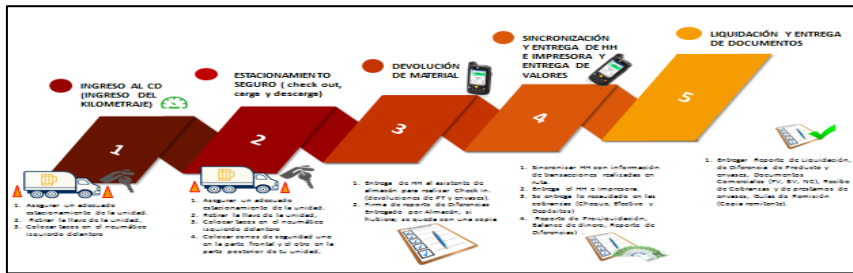 INGRESO AL CD
(INGRESO DEL
KILOMETRAJE)
1
1. Asegurar un adecuado
estacionamiento de la unidad.
2. Retirar la llave de la unidad,
3. Colocar tacos en el neumático
izquierdo delantero
ESTACIONAMIENTO
SEGURO ( check out,
carga y descarga)
2
1. Asegurar un adecuado
estacionamiento de la unidad.
2. Retirar la llave de la unidad,
3. Colocar tacos en el neumático
izquierdo delantero
4. Colocar conos de seguridad uno
en la parte frontal y el otro en la
parte posterior de tu unidad,
DEVOLUCIÓN
DE MATERIAL
3
1. Entrega de HH al asistente de
almacén para realizar Check in.
(devoluciones de PT y envases).
2. Firma de reporte de Diferencias
Entregado por Almacén, si
hubiere; se queda con una copia
SINCRONIZACIÓN
Y ENTREGA DE HH
E IMPRESORA Y
ENTREGA DE
VALORES
4
1. Sincronizar HH con información
de transacciones realizadas en
ruta.
2. Entrega el HH e impresora.
3. Se entrega lo recaudado en las
cobranzas (Cheque, Efectivo y
Depósitos)
4. Reporte de Pre-Liquidación,
Balance de dinero, Reporte de
Diferencias)
LIQUIDACIÓN Y ENTREGA
DE DOCUMENTOS
5
1. Entregar Reporte de Liquidación,
de Diferencia de Producto y
envases, Documentos
Comerciales (FV, BV, NC), Recibo
de Cobranzas y de prestamos de
envases, Guías de Remisión
(Copia remitente).